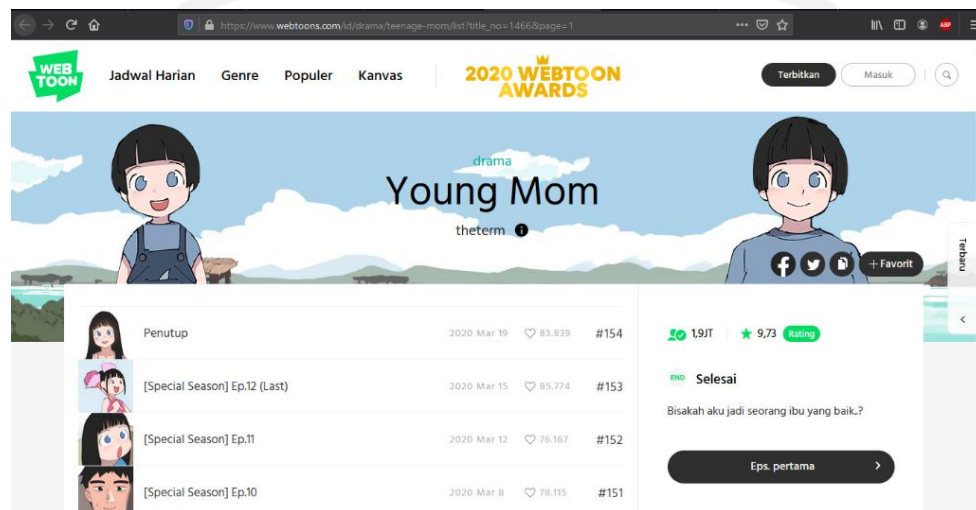 https://www.webtoons.com/id/drama/teenage-mom/list?title_no=1466&page=1
ABP
WEB
TOON
Jadwal Harian Genre Populer Kanvas
2020 WEBTOON
AWARDS
Terbitkan Masuk
drama
Young Mom
theterm
+ Favorit
Terbaru
Penutup 2020 Mar 19 83.839 #154
[Special Season] Ep.12 (Last) 2020 Mar 15 85.774 #153
[Special Season] Ep.11 2020 Mar 12 76.167 #152
[Special Season] Ep.10 2020 Mar 8 78.115 #151
1,9JT 9,73 Rating
END Selesai
Bisakah aku jadi seorang ibu yang baik..?
Eps. pertama